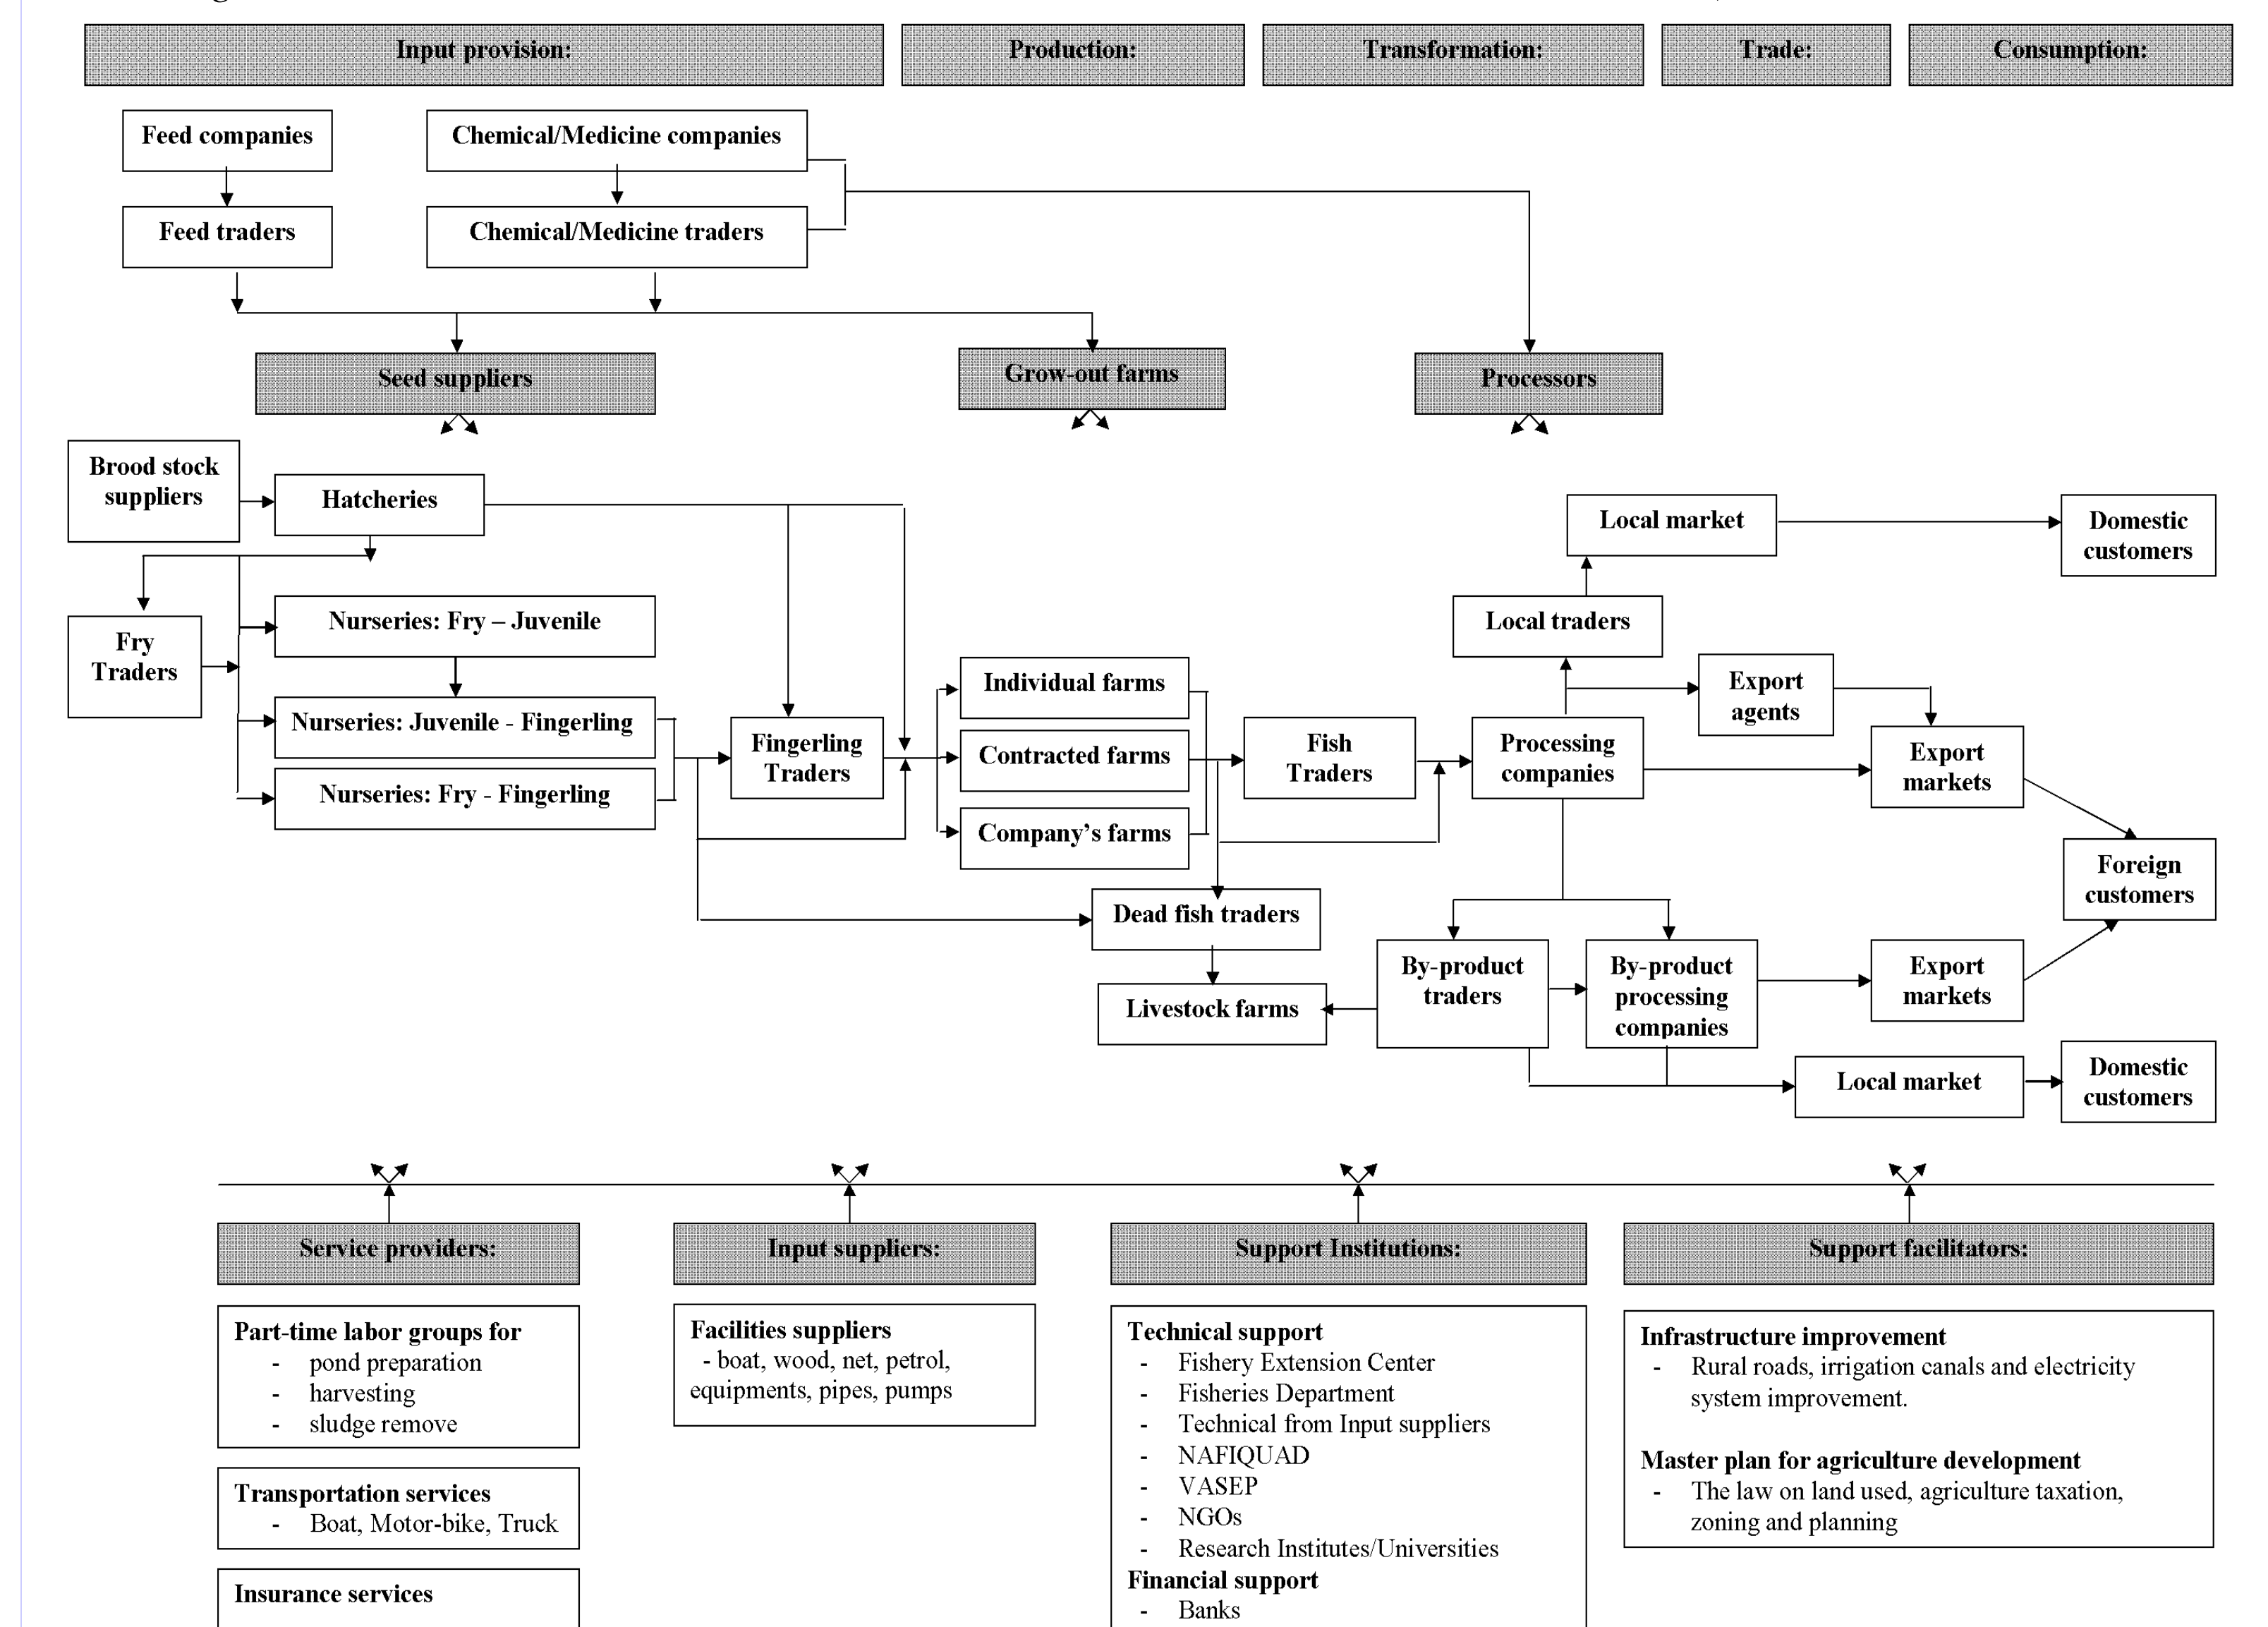 Input provision:
Production:
Transformation:
Trade:
Consumption:
Feed companies
Chemical/Medicine companies
Feed traders
Chemical/Medicine traders
Seed suppliers
Grow-out farms
Processors
Brood stock
suppliers
Hatcheries
Local market
Domestic
customers
Fry
Traders
Nurseries: Fry – Juvenile
Local traders
Nurseries: Juvenile - Fingerling
Nurseries: Fry - Fingerling
Fingerling
Traders
Individual farms
Contracted farms
Company’s farms
Fish
Traders
Processing
companies
Export
agents
Export
markets
Foreign
customers
Dead fish traders
Livestock farms
By-product
traders
By-product
processing
companies
Export
markets
Local market
Domestic
customers
Service providers:
Input suppliers:
Support Institutions:
Support facilitators:
Part-time labor groups for
- pond preparation
- harvesting
- sludge remove
Transportation services
- Boat, Motor-bike, Truck
Insurance services
Facilities suppliers
- boat, wood, net, petrol,
equipments, pipes, pumps
Technical support
- Fishery Extension Center
- Fisheries Department
- Technical from Input suppliers
- NAFIQUAD
- VASEP
- NGOs
- Research Institutes/Universities
Financial support
- Banks
Infrastructure improvement
- Rural roads, irrigation canals and electricity
system improvement.
Master plan for agriculture development
- The law on land used, agriculture taxation,
zoning and planning